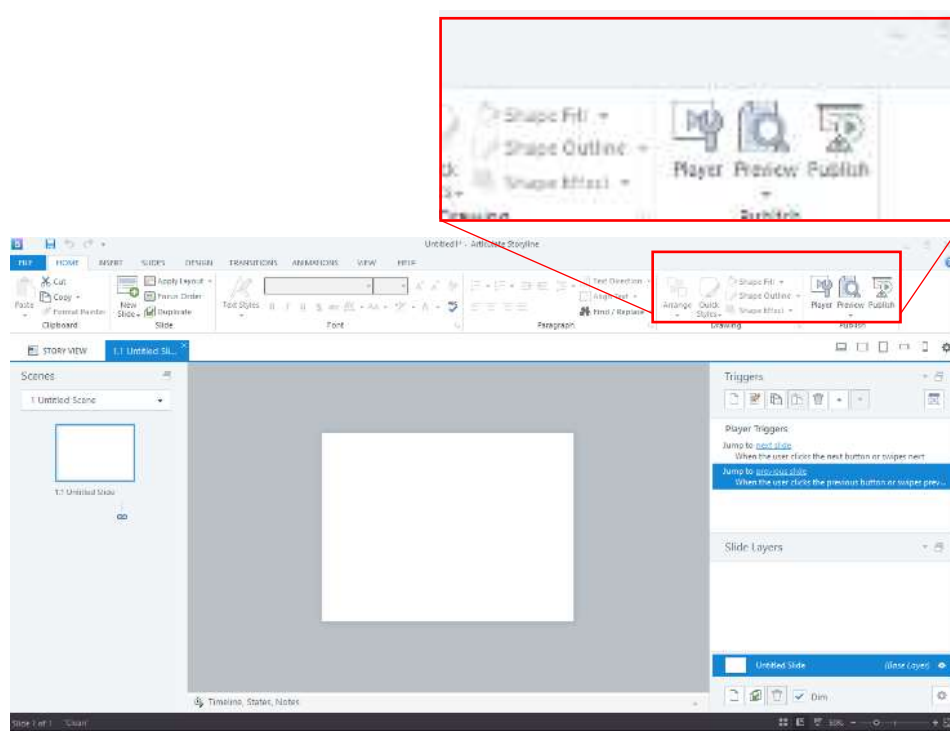 Shape Fill
Shape Outline
Shape Effect
Player Preview Publish
Drawing
Publish
Untitled1* - Articulate Storyline
FILE HOME INSERT SLIDES DESIGN TRANSITIONS ANIMATIONS VIEW HELP
Paste
Cut
Copy
Format Painter
Clipboard
New Slide
Apply Layout
Focus Order
Duplicate
Slide
Text Styles
Font
Text Direction
Align Text
Find / Replace
Paragraph
Arrange
Quick Styles
Shape Fill
Shape Outline
Shape Effect
Drawing
Player Preview Publish
Publish
STORY VIEW
1.1 Untitled Sli...
Scenes
1 Untitled Scene
1.1 Untitled Slide
Timeline, States, Notes
Triggers
Player Triggers
Jump to next slide
When the user clicks the next button or swipes next
Jump to previous slide
When the user clicks the previous button or swipes prev...
Slide Layers
Untitled Slide (Base Layer)
Dim
Slide 1 of 1 "Clean"
50%